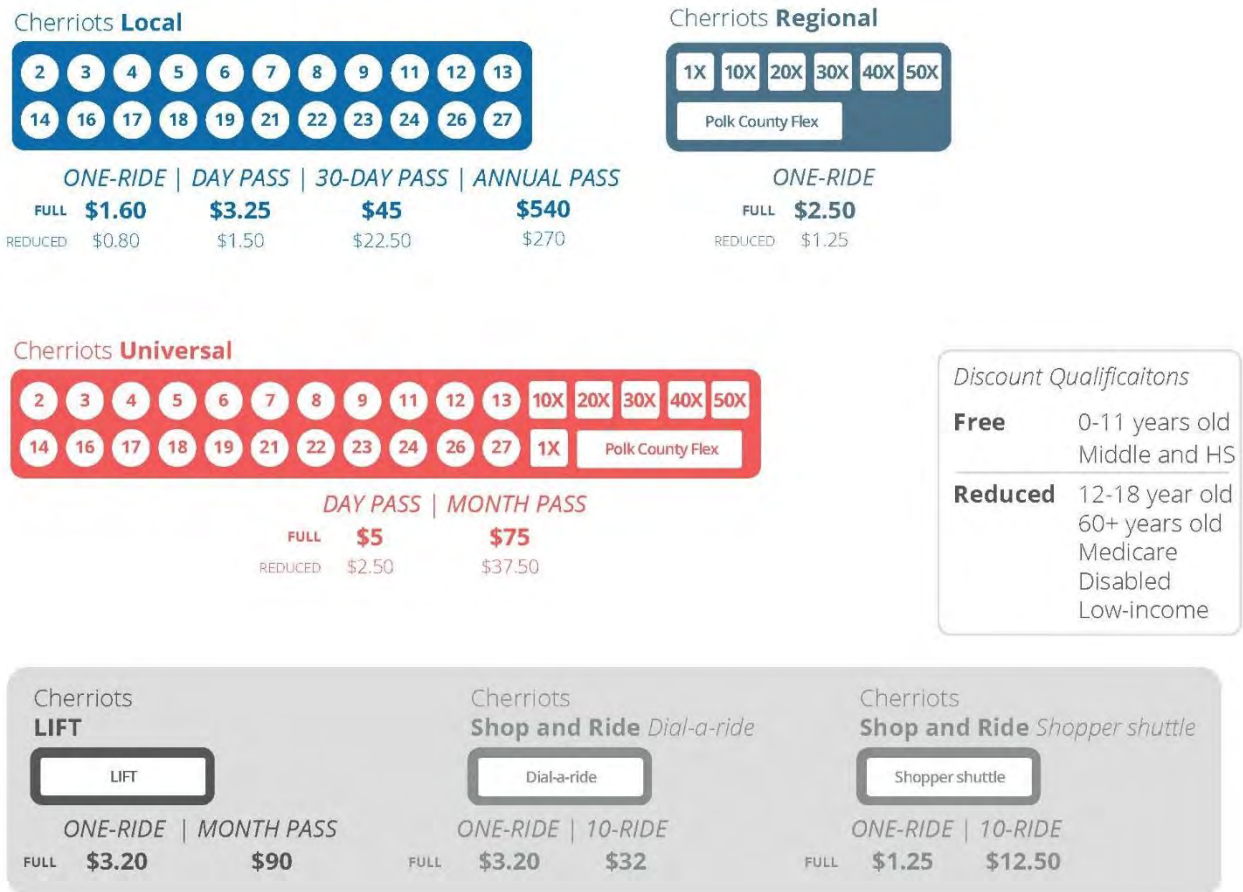 Cherriots Local
2 3 4 5 6 7 8 9 11 12 13
14 16 17 18 19 21 22 23 24 26 27
ONE-RIDE | DAY PASS | 30-DAY PASS | ANNUAL PASS
FULL $1.60 $3.25 $45 $540
REDUCED $0.80 $1.50 $22.50 $270
Cherriots Regional
1X 10X 20X 30X 40X 50X
Polk County Flex
ONE-RIDE
FULL $2.50
REDUCED $1.25
Cherriots Universal
2 3 4 5 6 7 8 9 11 12 13 10X 20X 30X 40X 50X
14 16 17 18 19 21 22 23 24 26 27 1X Polk County Flex
DAY PASS | MONTH PASS
FULL $5 $75
REDUCED $2.50 $37.50
Discount Qualificaitons
Free 0-11 years old
Middle and HS
Reduced 12-18 year old
60+ years old
Medicare
Disabled
Low-income
Cherriots
LIFT
LIFT
ONE-RIDE | MONTH PASS
FULL $3.20 $90
Cherriots
Shop and Ride Dial-a-ride
Dial-a-ride
ONE-RIDE | 10-RIDE
FULL $3.20 $32
Cherriots
Shop and Ride Shopper shuttle
Shopper shuttle
ONE-RIDE | 10-RIDE
FULL $1.25 $12.50